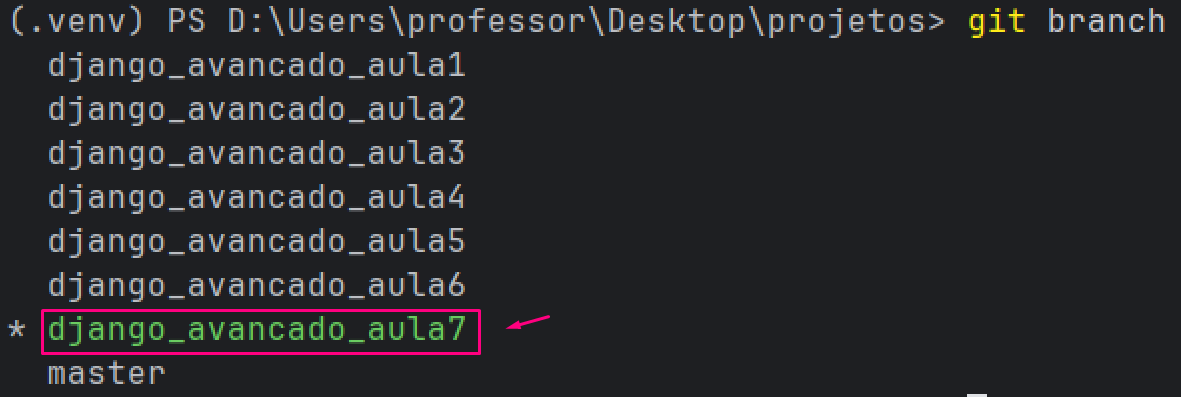 (.venv) PS D:\Users\professor\Desktop\projetos> git branch
django_avancado_aula1
django_avancado_aula2
django_avancado_aula3
django_avancado_aula4
django_avancado_aula5
django_avancado_aula6
* django_avancado_aula7
master